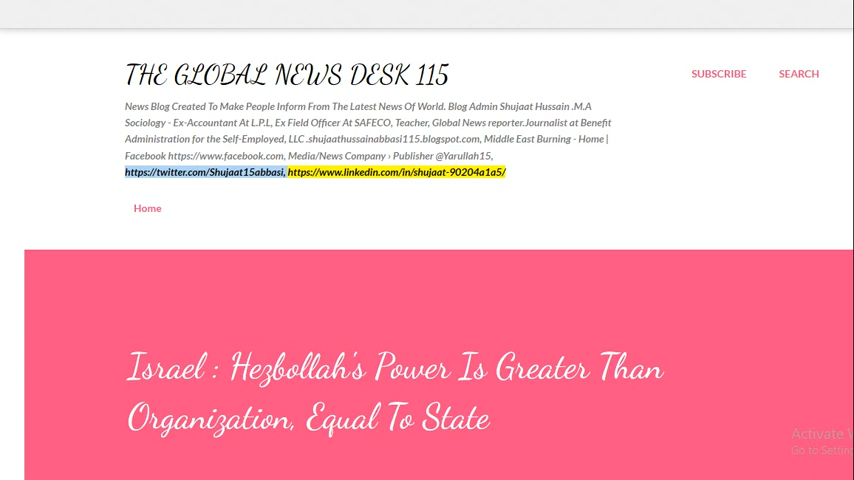 THE GLOBAL NEWS DESK 115
SUBSCRIBE
SEARCH
News Blog Created To Make People Inform From The Latest News Of World. Blog Admin Shujaat Hussain .M.A
Sociology - Ex-Accountant At L.P.L, Ex Field Officer At SAFECO, Teacher, Global News reporter.Journalist at Benefit
Administration for the Self-Employed, LLC .shujaathussainabbasi115.blogspot.com, Middle East Burning - Home |
Facebook https://www.facebook.com, Media/News Company › Publisher @Yarullah15,
https://twitter.com/Shujaat15abbasi, https://www.linkedin.com/in/shujaat-90204a1a5/
Home
Israel : Hezbollah's Power Is Greater Than
Organization, Equal To State
Activate
Go to